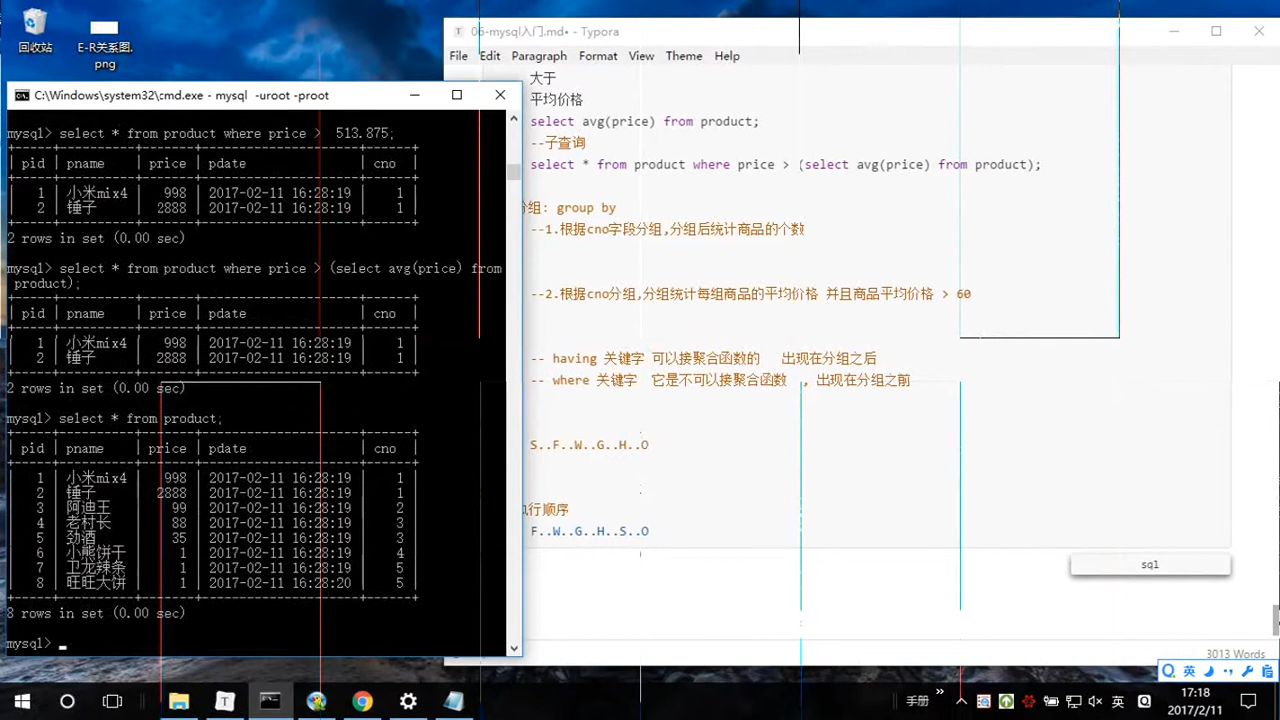 回收站
E-R关系图.
png
C:\Windows\system32\cmd.exe - mysql -uroot -proot
mysql> select * from product where price > 513.875;
| pid | pname | price | pdate | cno |
| 1 | 小米mix4 | 998 | 2017-02-11 16:28:19 | 1 |
| 2 | 锤子 | 2888 | 2017-02-11 16:28:19 | 1 |
2 rows in set (0.00 sec)
mysql> select * from product where price > (select avg(price) from
product);
| pid | pname | price | pdate | cno |
| 1 | 小米mix4 | 998 | 2017-02-11 16:28:19 | 1 |
| 2 | 锤子 | 2888 | 2017-02-11 16:28:19 | 1 |
2 rows in set (0.00 sec)
mysql> select * from product;
| pid | pname | price | pdate | cno |
| 1 | 小米mix4 | 998 | 2017-02-11 16:28:19 | 1 |
| 2 | 锤子 | 2888 | 2017-02-11 16:28:19 | 1 |
| 3 | 阿迪王 | 99 | 2017-02-11 16:28:19 | 2 |
| 4 | 老村长 | 88 | 2017-02-11 16:28:19 | 3 |
| 5 | 劲酒 | 35 | 2017-02-11 16:28:19 | 3 |
| 6 | 小熊饼干 | 1 | 2017-02-11 16:28:19 | 4 |
| 7 | 卫龙辣条 | 1 | 2017-02-11 16:28:19 | 5 |
| 8 | 旺旺大饼 | 1 | 2017-02-11 16:28:20 | 5 |
8 rows in set (0.00 sec)
mysql>
06-mysql入门.md• - Typora
File Edit Paragraph Format View Theme Help
大于
平均价格
select avg(price) from product;
--子查询
select * from product where price > (select avg(price) from product);
分组: group by
--1.根据cno字段分组,分组后统计商品的个数
--2.根据cno分组,分组统计每组商品的平均价格 并且商品平均价格 > 60
-- having 关键字 可以接聚合函数的 出现在分组之后
-- where 关键字 它是不可以接聚合函数 , 出现在分组之前
S..F..W..G..H..O
执行顺序
F..W..G..H..S..O
sql
3013 Words
英
手册
英
17:18
2017/2/11